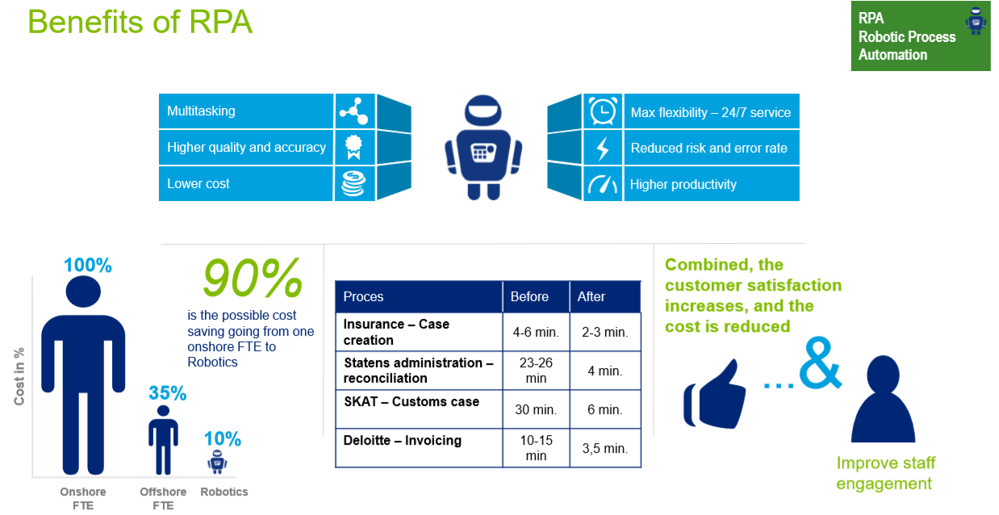 Benefits of RPA
RPA
Robotic Process
Automation
Multitasking
Higher quality and accuracy
Lower cost
Max flexibility – 24/7 service
Reduced risk and error rate
Higher productivity
Cost in %
100%
35%
10%
Onshore
FTE
Offshore
FTE
Robotics
90%
is the possible cost
saving going from one
onshore FTE to
Robotics
Proces Before After
Insurance – Case
creation
4-6 min. 2-3 min.
Statens administration –
reconciliation
23-26
min
4 min.
SKAT – Customs case
30 min. 6 min.
Deloitte – Invoicing
10-15
min
3,5 min.
Combined, the
customer satisfaction
increases, and the
cost is reduced
...&
Improve staff
engagement